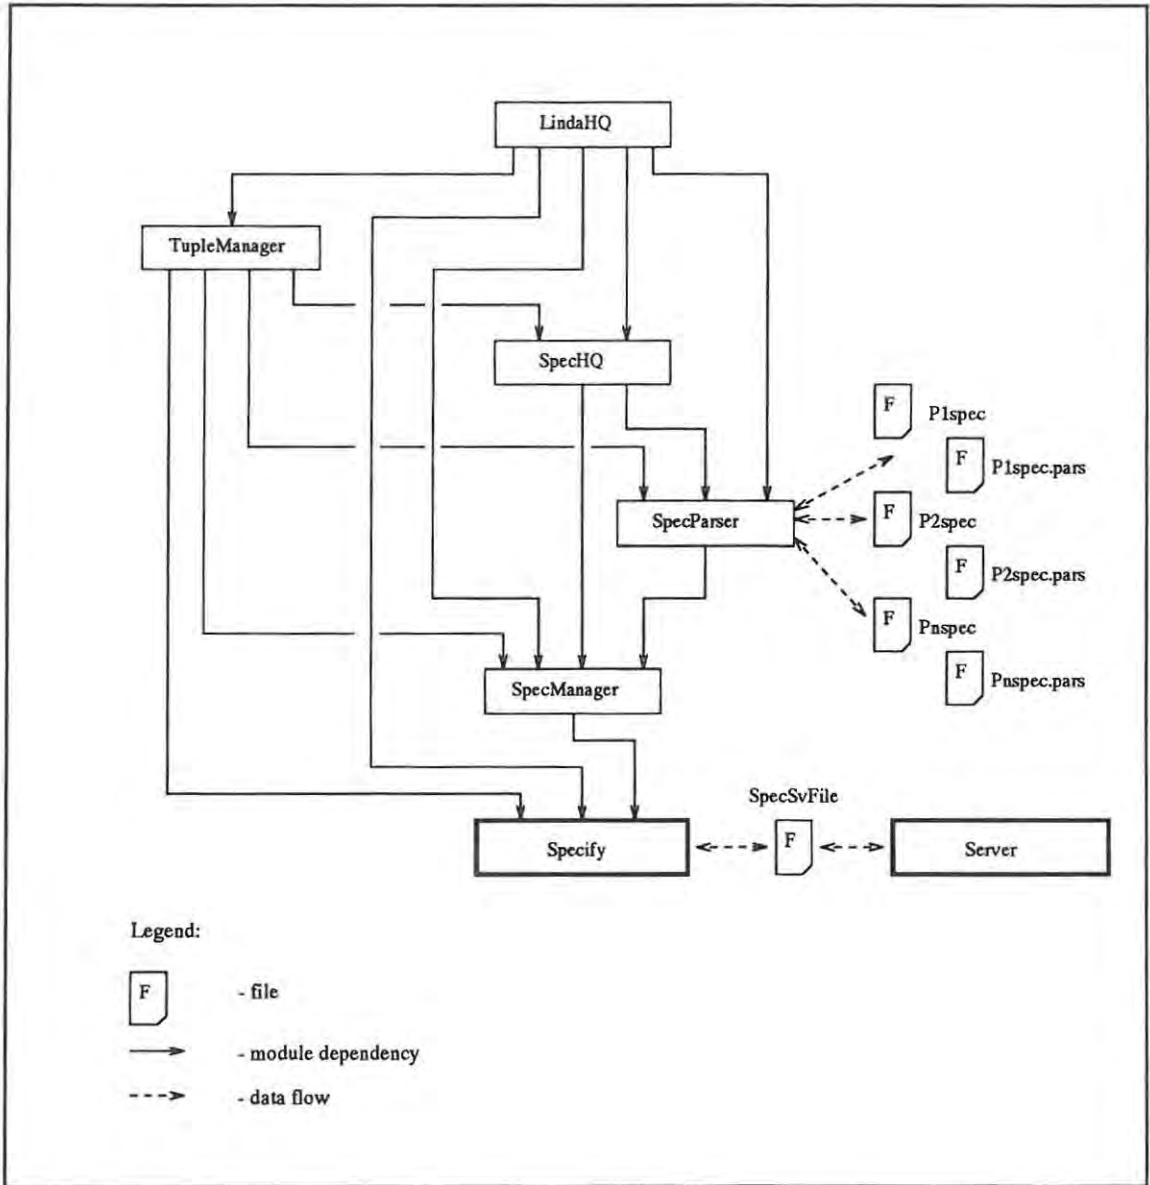 LindaHQ
TupleManager
SpecHQ
F P1spec
F P1spec.pars
SpecParser
F P2spec
F P2spec.pars
F Pnspec
F Pnspec.pars
SpecManager
SpecSvFile
Specify
F
Server
Legend:
F - file
- module dependency
- data flow